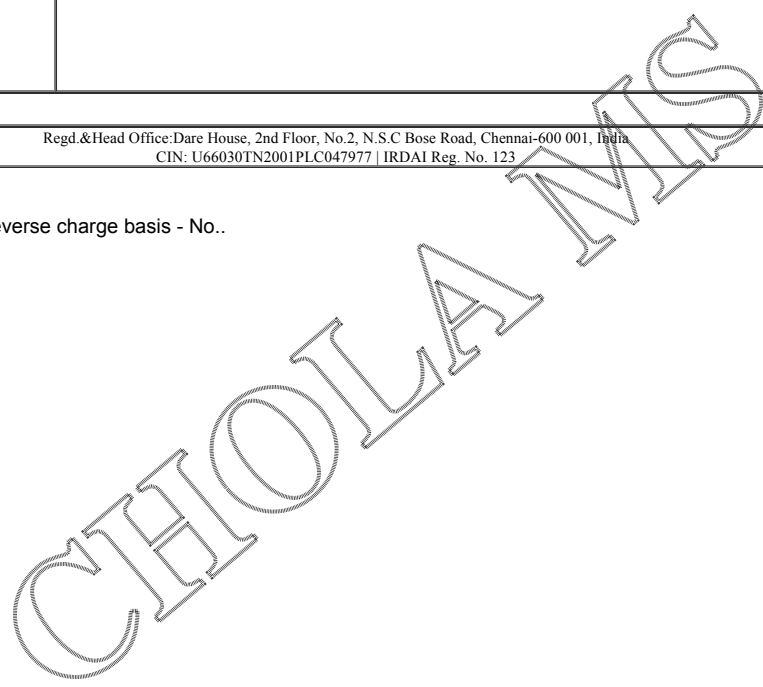 Regd.&Head Office:Dare House, 2nd Floor, No.2, N.S.C Bose Road, Chennai-600 001, India
CIN: U66030TN2001PLC047977 | IRDAI Reg. No. 123
everse charge basis - No..
CHOLA MS